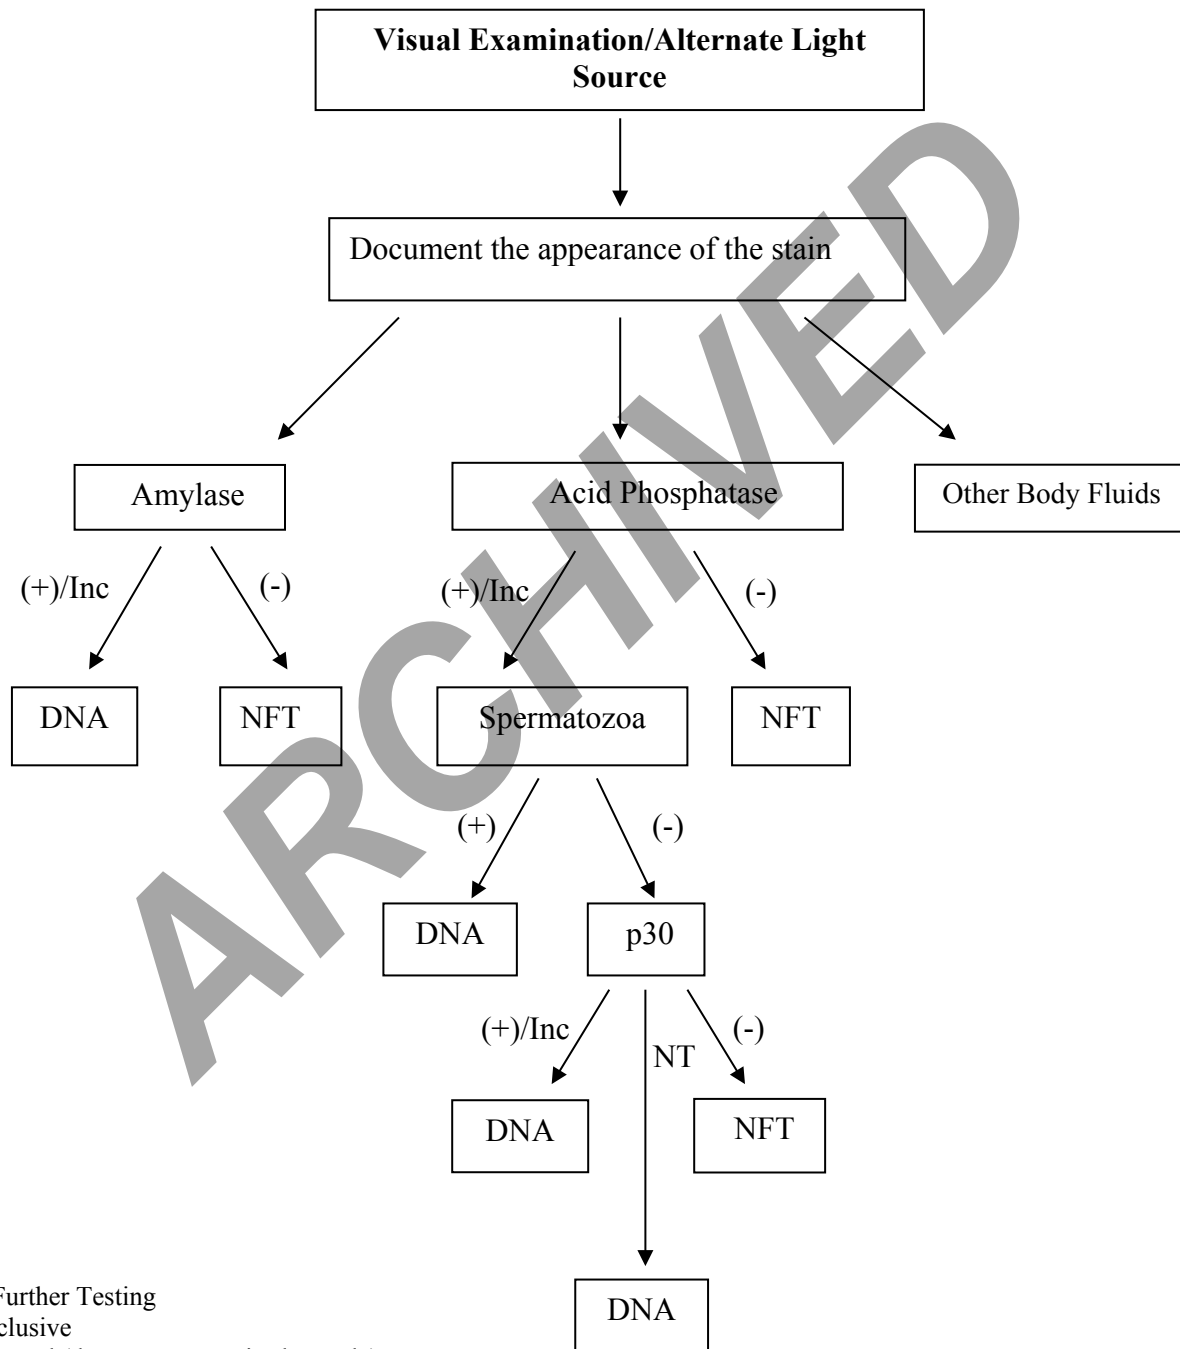 Visual Examination/Alternate Light
Source
Document the appearance of the stain
Amylase
Acid Phosphatase
Other Body Fluids
(+)/Inc
(-)
(+)/Inc
(-)
DNA
NFT
Spermatozoa
NFT
(+)
(-)
DNA
p30
(+)/Inc
NT
(-)
DNA
NFT
DNA
Further Testing
clusive
ARCHIVED